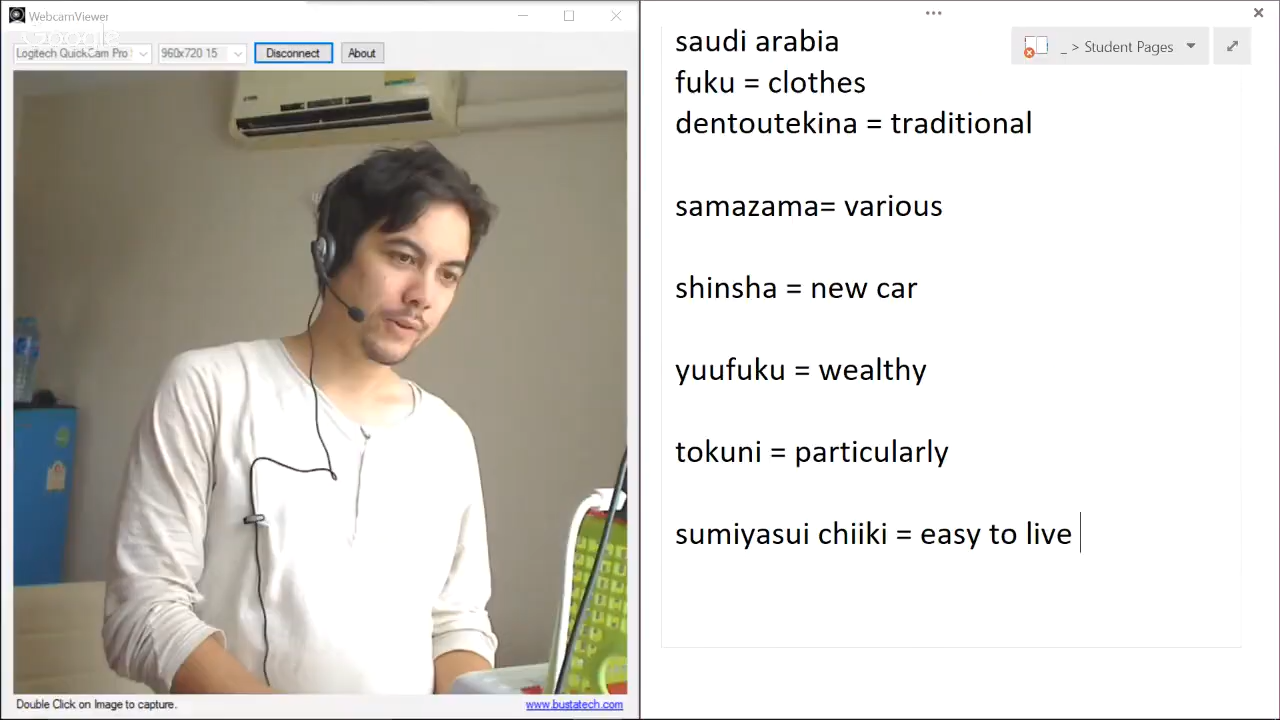 WebcamViewer
Google
Logitech QuickCam Pro
960x720 15
Disconnect
About
Double Click on Image to capture.
www.bustatech.com
_ > Student Pages
saudi arabia
fuku = clothes
dentoutekina = traditional
samazama= various
shinsha = new car
yuufuku = wealthy
tokuni = particularly
sumiyasui chiiki = easy to live